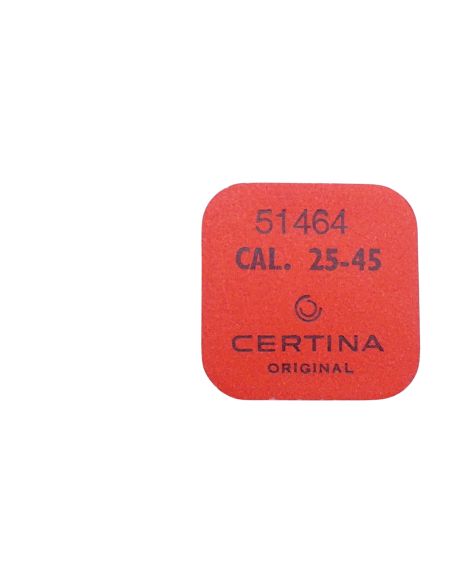 51464
CAL. 25-45
CERTINA
ORIGINAL